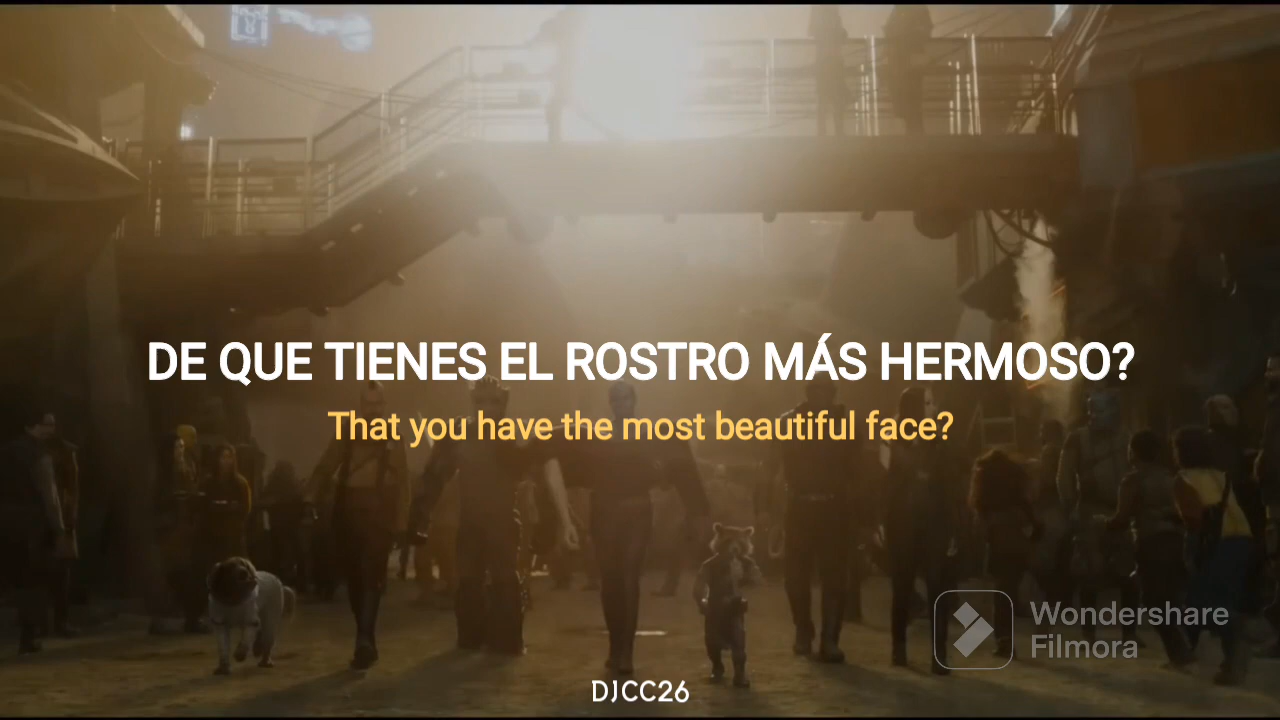 DE QUE TIENES EL ROSTRO MÁS HERMOSO?
That you have the most beautiful face?
Wondershare
Filmora
DJCC26